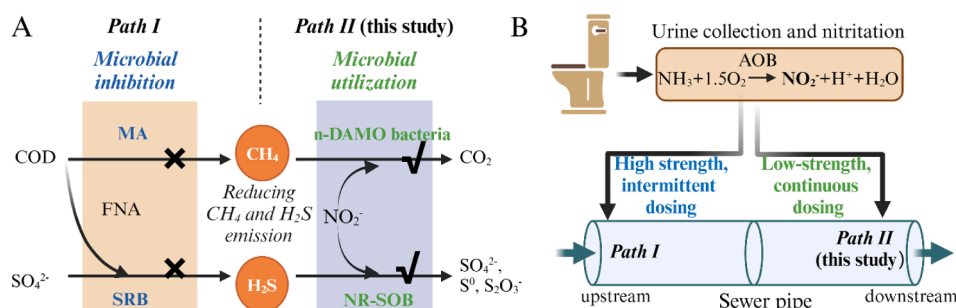 A
Path I
Path II (this study)
Microbial
inhibition
Microbial
utilization
MA
n-DAMO bacteria
COD
CH₄
CO₂
FNA
Reducing
CH₄ and H₂S
emission
NO₂⁻
SO₄²⁻
H₂S
SO₄²⁻,
S⁰, S₂O₃⁻
SRB
NR-SOB
B
Urine collection and nitritation
AOB
NH₃+1.5O₂ → NO₂⁻+H⁺+H₂O
High strength,
intermittent
dosing
Low-strength,
continuous
dosing
Path I
Path II
(this study)
upstream
Sewer pipe
downstream